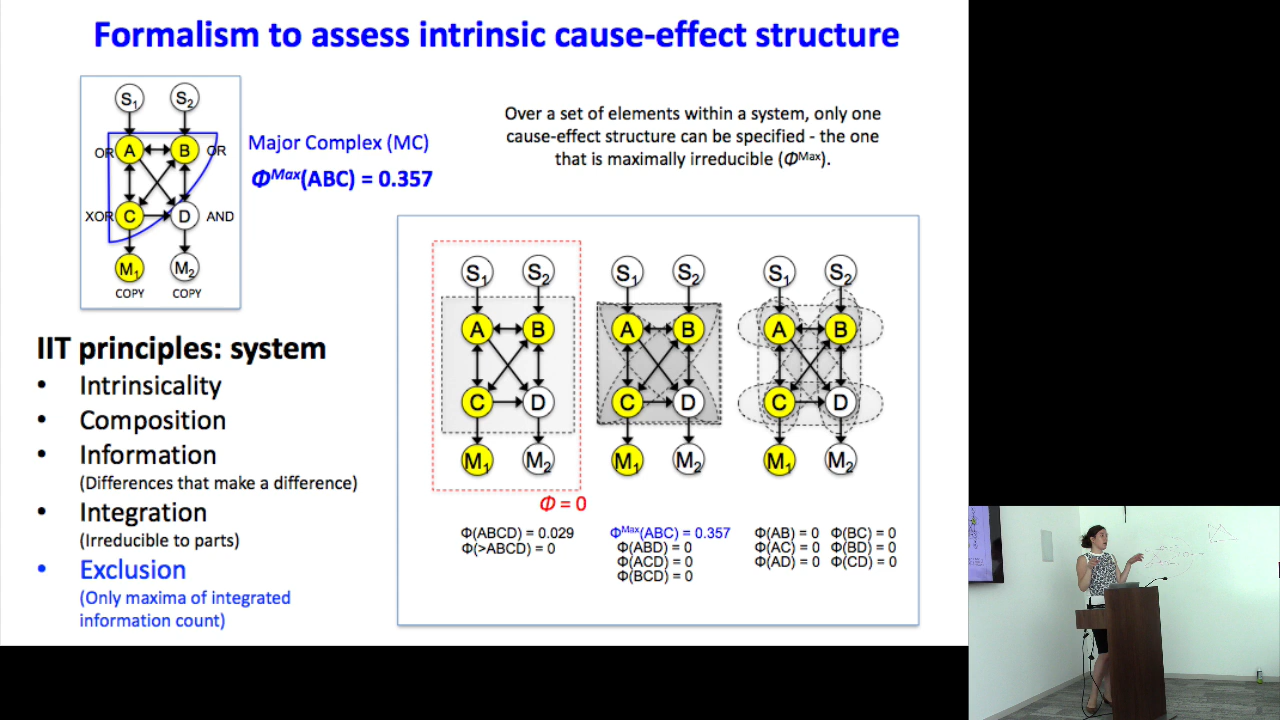 Formalism to assess intrinsic cause-effect structure
S1 S2
OR A B OR
XOR C D AND
M1 M2
COPY COPY
Major Complex (MC)
ΦMax(ABC) = 0.357
Over a set of elements within a system, only one
cause-effect structure can be specified - the one
that is maximally irreducible (ΦMax).
IIT principles: system
• Intrinsicality
• Composition
• Information
(Differences that make a difference)
• Integration
(Irreducible to parts)
• Exclusion
(Only maxima of integrated
information count)
S1 S2 S1 S2 S1 S2
A B A B A B
C D C D C D
M1 M2 M1 M2 M1 M2
Φ = 0
Φ(ABCD) = 0.029
Φ(>ABCD) = 0
ΦMax(ABC) = 0.357
Φ(ABD) = 0
Φ(ACD) = 0
Φ(BCD) = 0
Φ(AB) = 0 Φ(BC) = 0
Φ(AC) = 0 Φ(BD) = 0
Φ(AD) = 0 Φ(CD) = 0